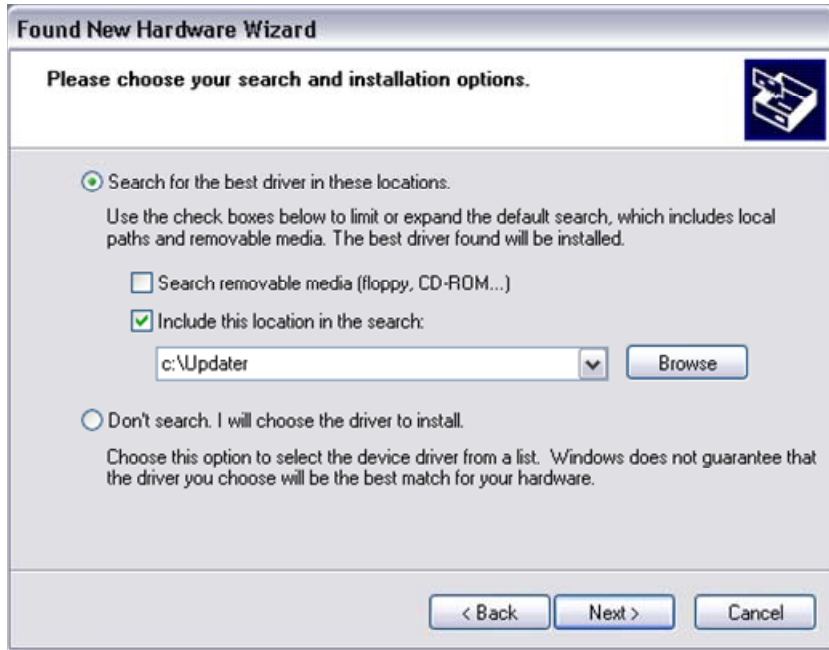 Found New Hardware Wizard
Please choose your search and installation options.
Search for the best driver in these locations.
Use the check boxes below to limit or expand the default search, which includes local
paths and removable media. The best driver found will be installed.
Search removable media (floppy, CD-ROM...)
Include this location in the search:
c:\Updater
Browse
Don't search. I will choose the driver to install.
Choose this option to select the device driver from a list. Windows does not guarantee that
the driver you choose will be the best match for your hardware.
< Back Next > Cancel